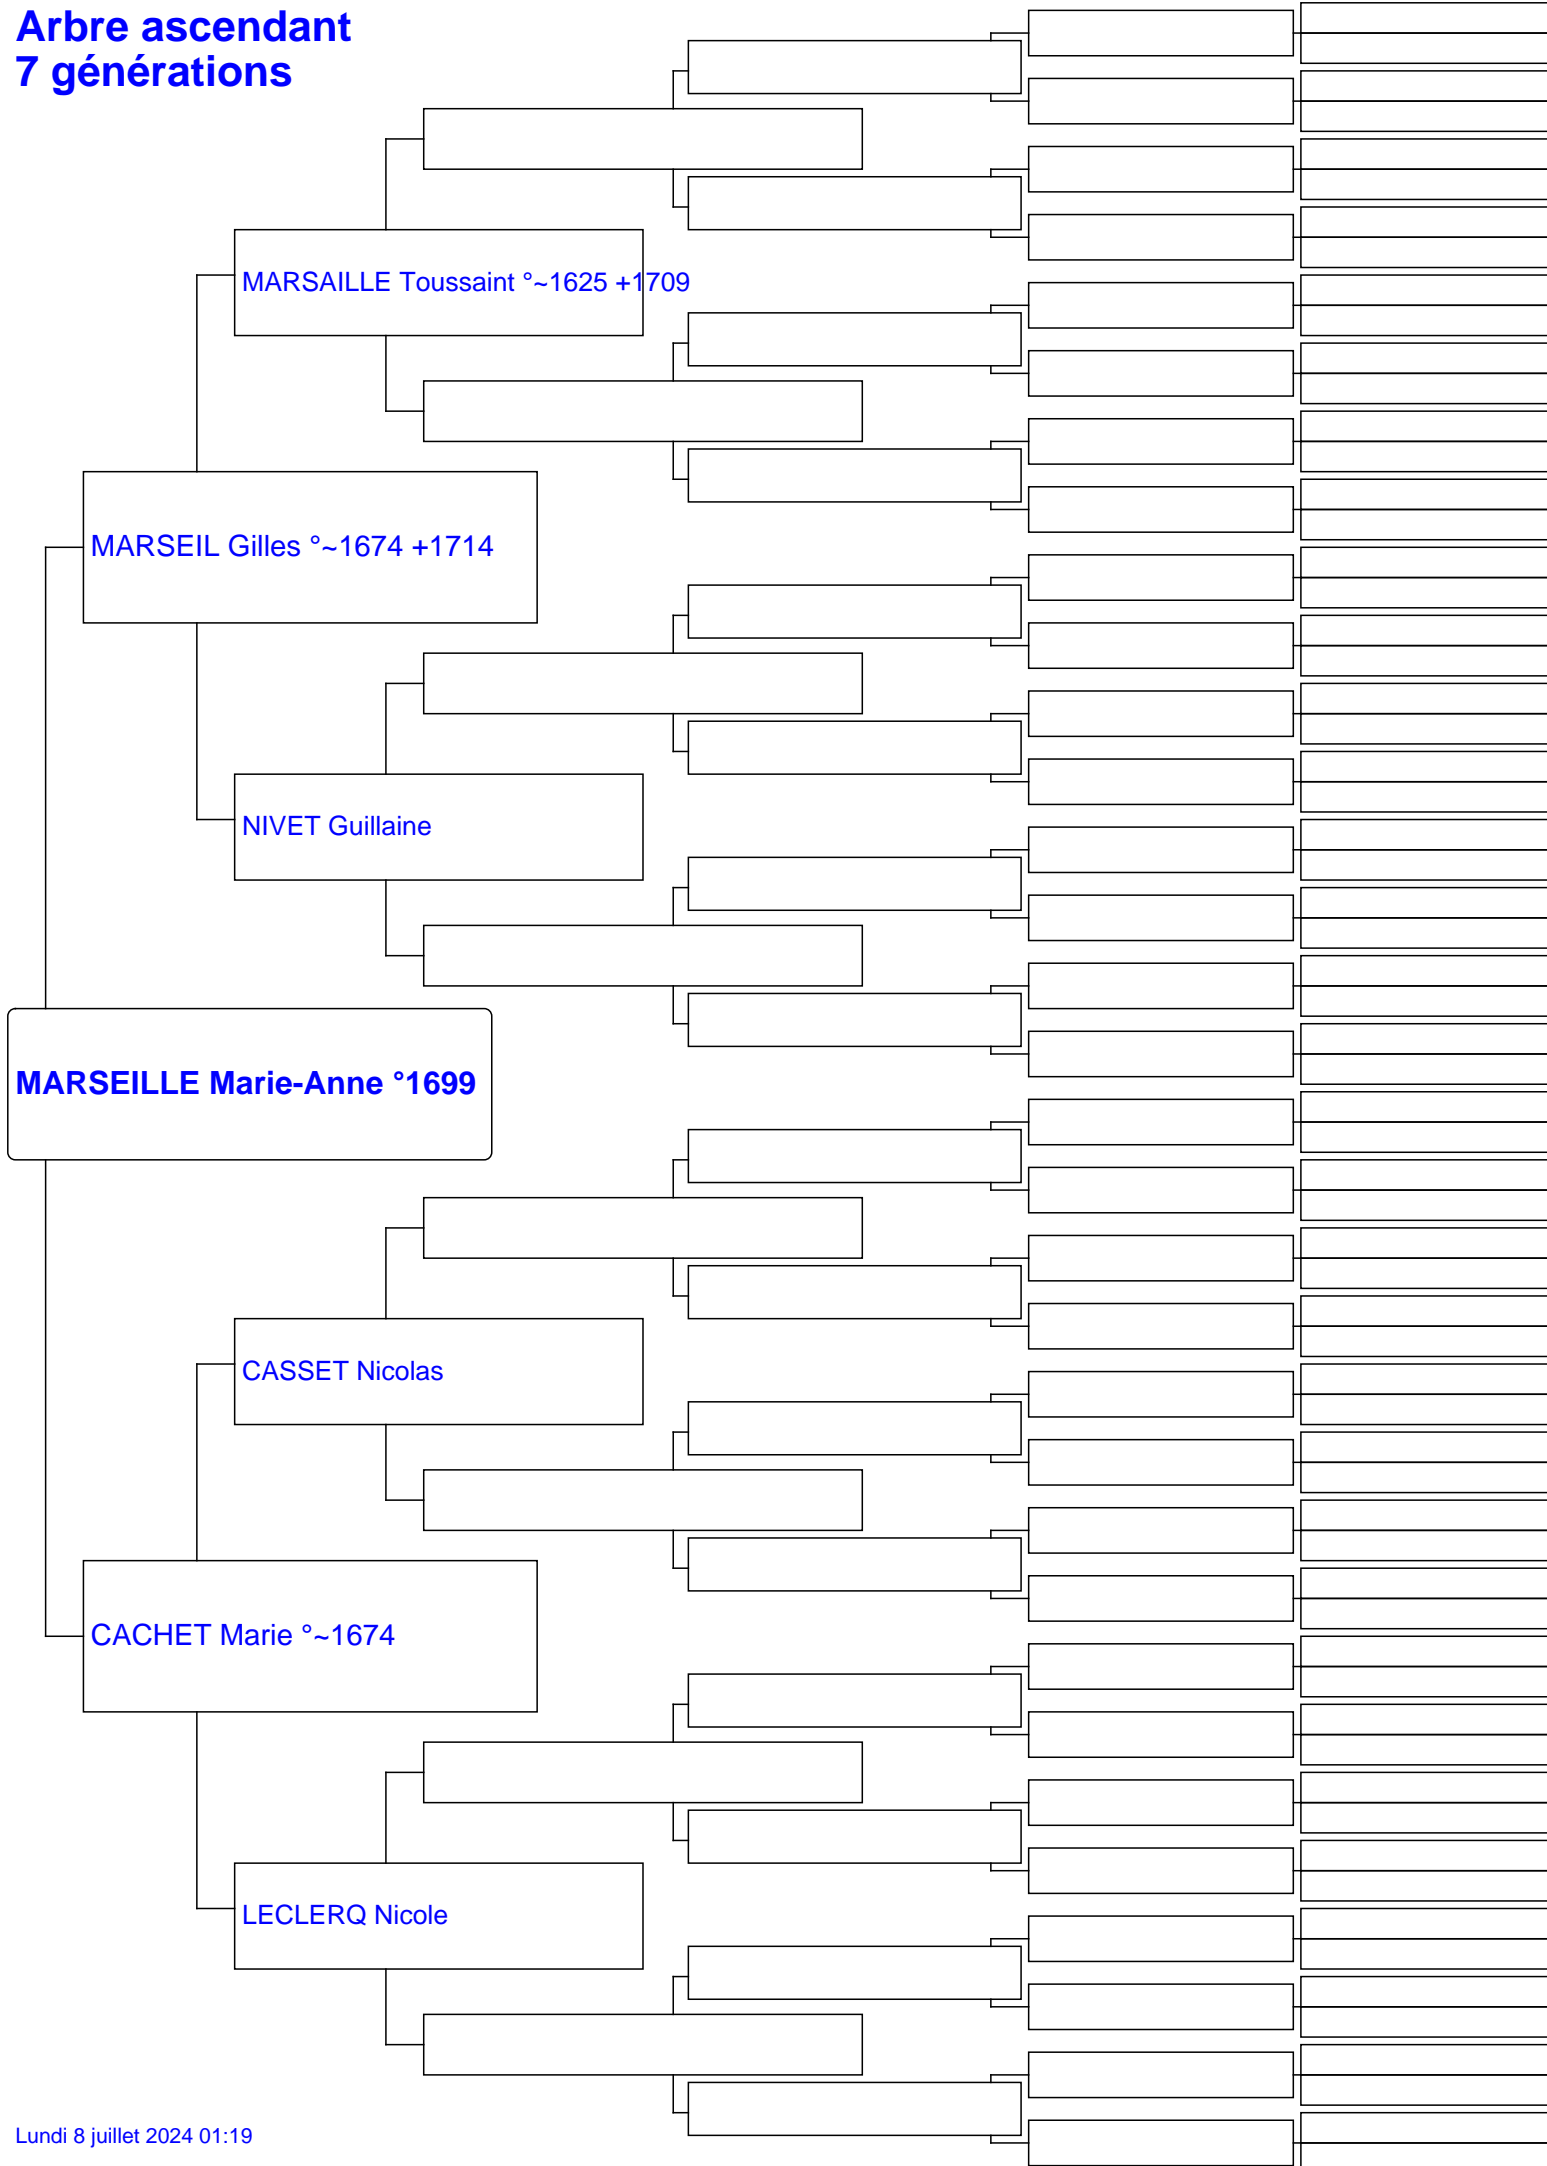 Arbre ascendant
7 générations
MARSAILLE Toussaint °~1625 +1709
MARSEIL Gilles °~1674 +1714
NIVET Guillaine
MARSEILLE Marie-Anne °1699
CASSET Nicolas
CACHET Marie °~1674
LECLERQ Nicole
Lundi 8 juillet 2024 01:19